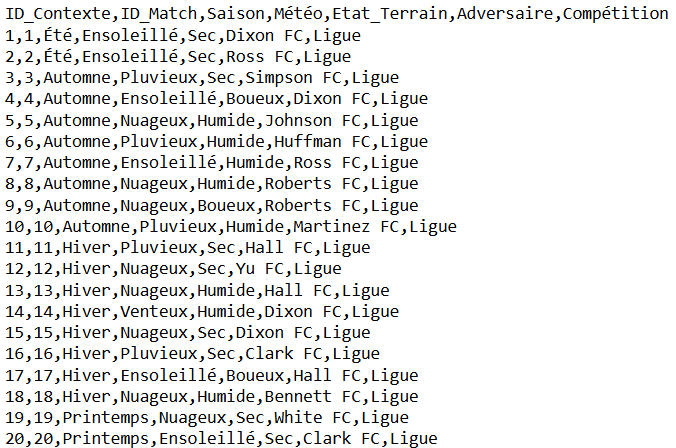 ID_Contexte,ID_Match,Saison,Météo,Etat_Terrain,Adversaire,Compétition
1,1,Été,Ensoleillé,Sec,Dixon FC,Ligue
2,2,Été,Ensoleillé,Sec,Ross FC,Ligue
3,3,Automne,Pluvieux,Sec,Simpson FC,Ligue
4,4,Automne,Ensoleillé,Boueux,Dixon FC,Ligue
5,5,Automne,Nuageux,Humide,Johnson FC,Ligue
6,6,Automne,Pluvieux,Humide,Huffman FC,Ligue
7,7,Automne,Ensoleillé,Humide,Ross FC,Ligue
8,8,Automne,Nuageux,Humide,Roberts FC,Ligue
9,9,Automne,Nuageux,Boueux,Roberts FC,Ligue
10,10,Automne,Pluvieux,Humide,Martinez FC,Ligue
11,11,Hiver,Pluvieux,Sec,Hall FC,Ligue
12,12,Hiver,Nuageux,Sec,Yu FC,Ligue
13,13,Hiver,Nuageux,Humide,Hall FC,Ligue
14,14,Hiver,Venteux,Humide,Dixon FC,Ligue
15,15,Hiver,Nuageux,Sec,Dixon FC,Ligue
16,16,Hiver,Pluvieux,Sec,Clark FC,Ligue
17,17,Hiver,Ensoleillé,Boueux,Hall FC,Ligue
18,18,Hiver,Nuageux,Humide,Bennett FC,Ligue
19,19,Printemps,Nuageux,Sec,White FC,Ligue
20,20,Printemps,Ensoleillé,Sec,Clark FC,Ligue